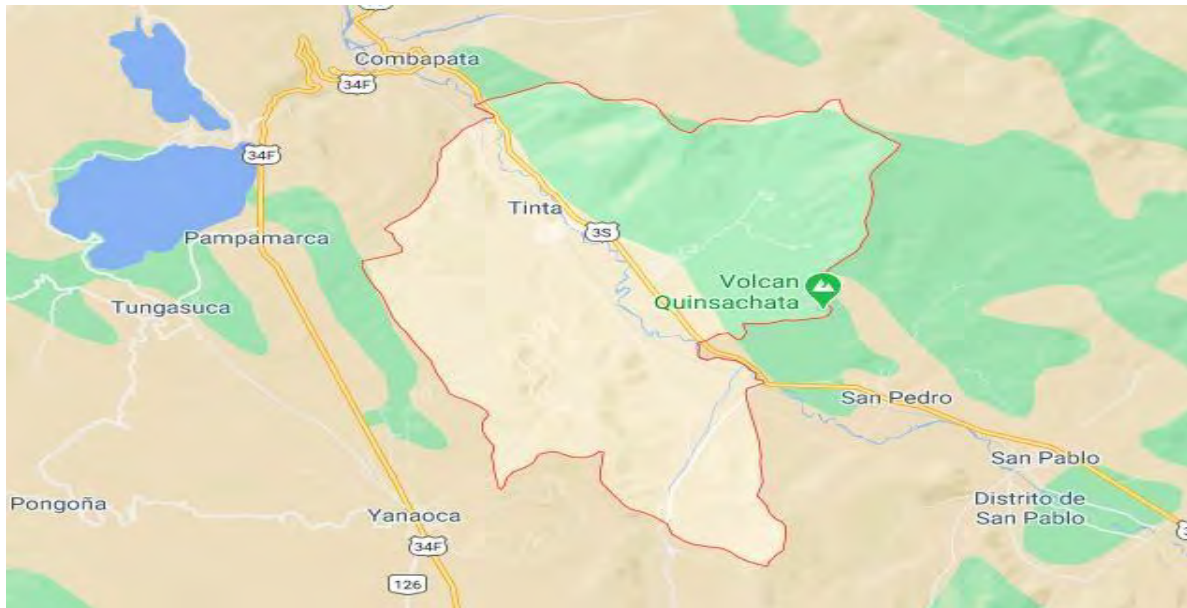 Combapata
34F
34F
Tinta
3S
Pampamarca
Volcan
Quinsachata
Tungasuca
San Pedro
San Pablo
Distrito de
San Pablo
Pongoña
Yanaoca
34F
126